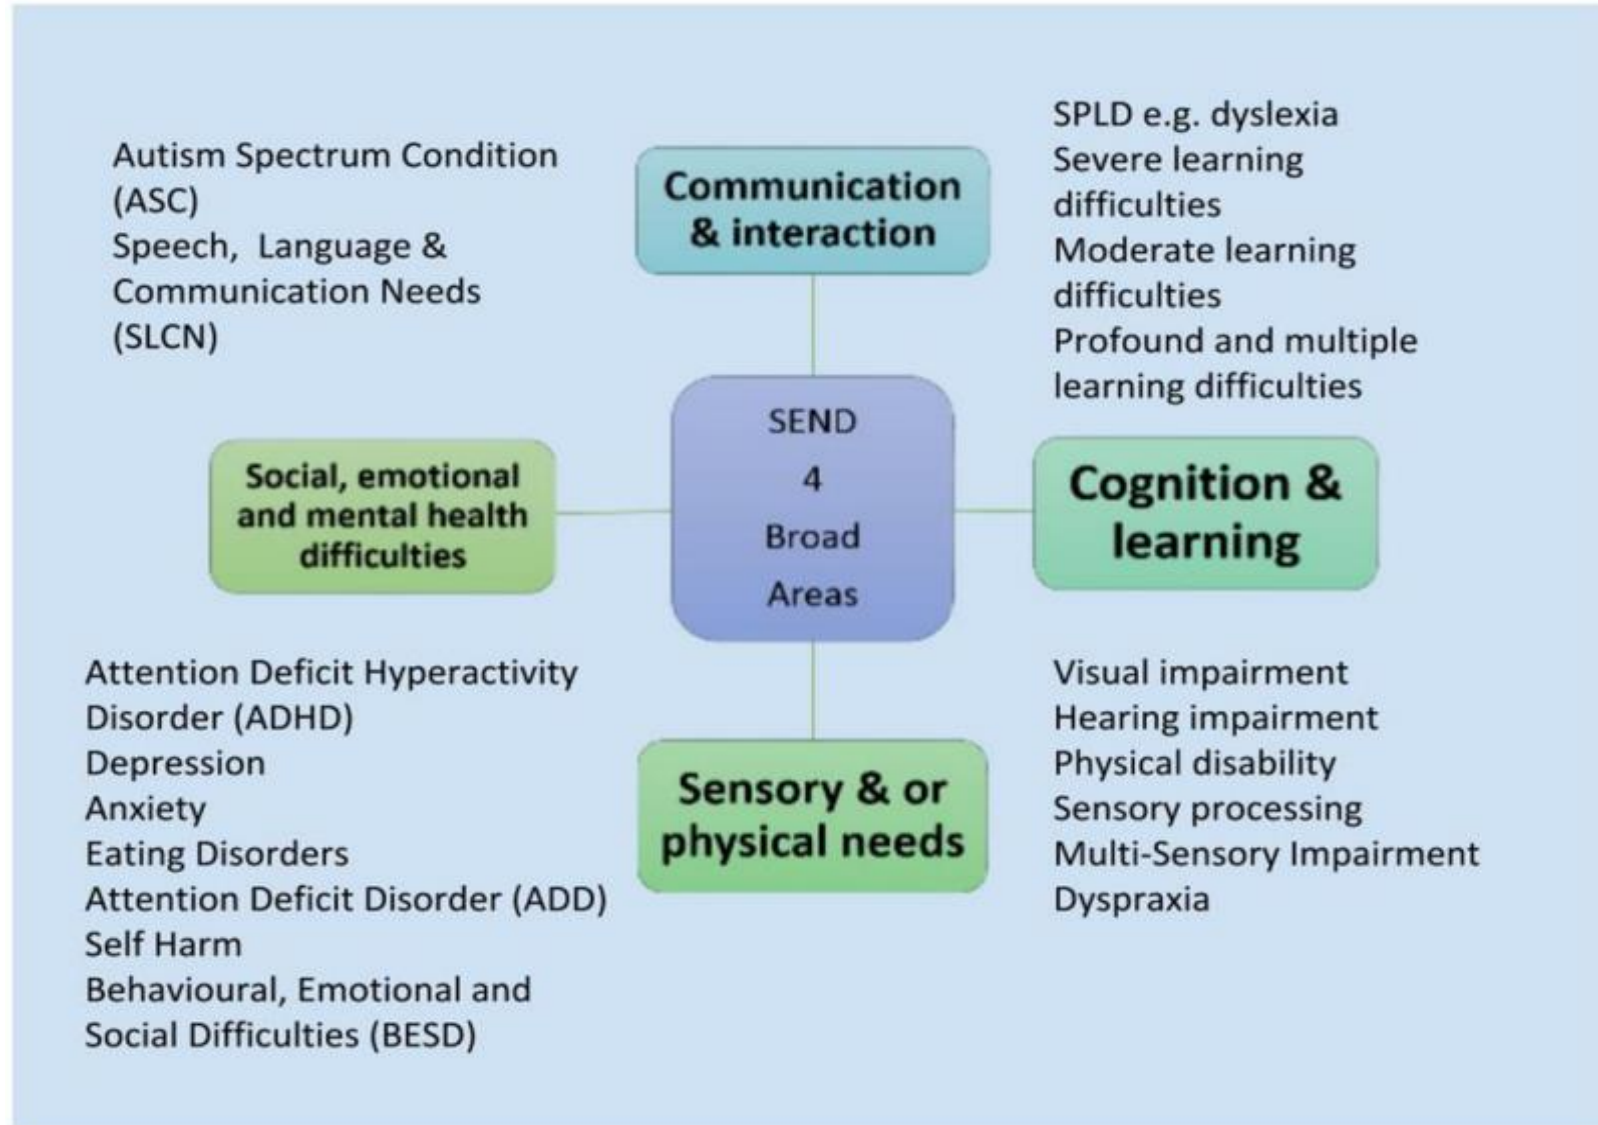 Autism Spectrum Condition
(ASC)
Speech, Language &
Communication Needs
(SLCN)
Communication
& interaction
SPLD e.g. dyslexia
Severe learning
difficulties
Moderate learning
difficulties
Profound and multiple
learning difficulties
Social, emotional
and mental health
difficulties
SEND
4
Broad
Areas
Cognition &
learning
Attention Deficit Hyperactivity
Disorder (ADHD)
Depression
Anxiety
Eating Disorders
Attention Deficit Disorder (ADD)
Self Harm
Behavioural, Emotional and
Social Difficulties (BESD)
Sensory & or
physical needs
Visual impairment
Hearing impairment
Physical disability
Sensory processing
Multi-Sensory Impairment
Dyspraxia